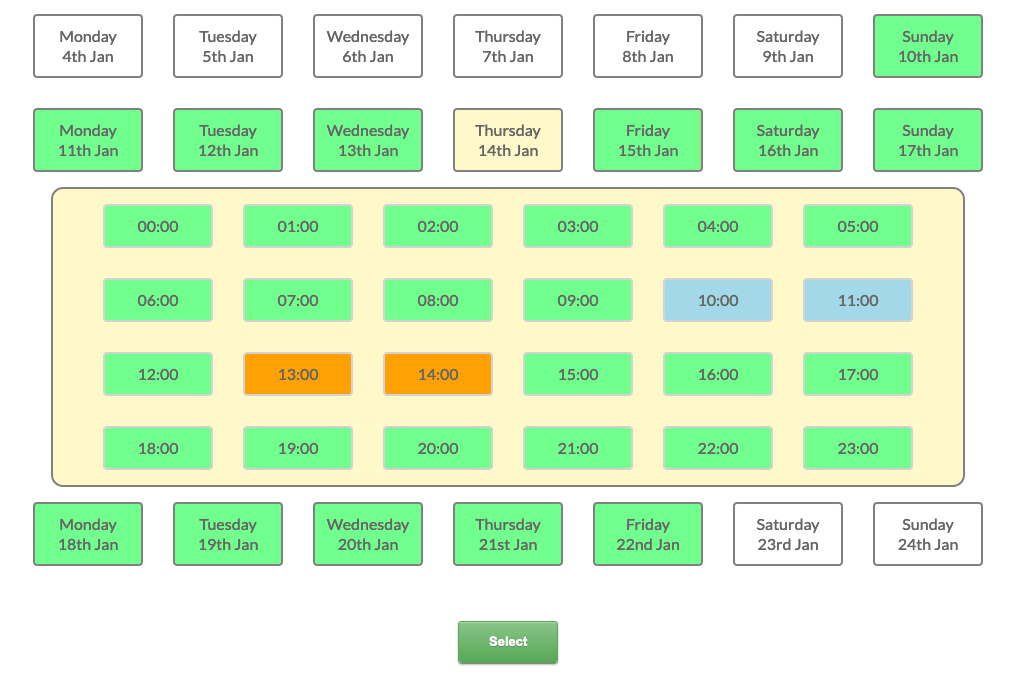 Monday Tuesday Wednesday Thursday Friday Saturday Sunday
4th Jan 5th Jan 6th Jan 7th Jan 8th Jan 9th Jan 10th Jan
Monday Tuesday Wednesday Thursday Friday Saturday Sunday
11th Jan 12th Jan 13th Jan 14th Jan 15th Jan 16th Jan 17th Jan
00:00 01:00 02:00 03:00 04:00 05:00
06:00 07:00 08:00 09:00 10:00 11:00
12:00 13:00 14:00 15:00 16:00 17:00
18:00 19:00 20:00 21:00 22:00 23:00
Monday Tuesday Wednesday Thursday Friday Saturday Sunday
18th Jan 19th Jan 20th Jan 21st Jan 22nd Jan 23rd Jan 24th Jan
Select